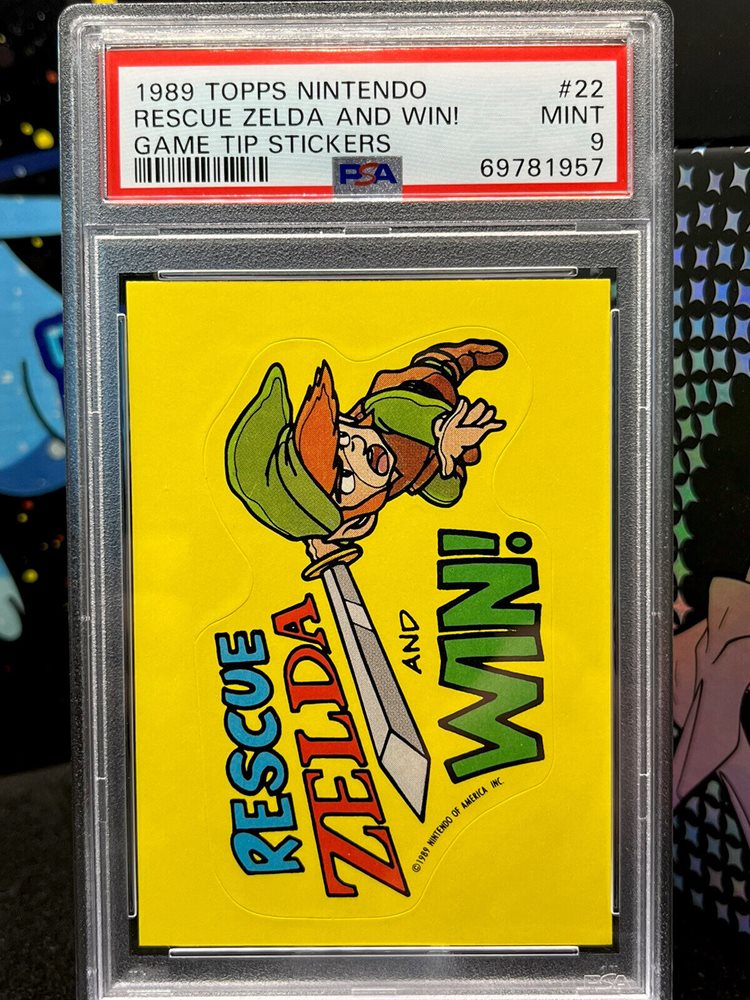 1989 TOPPS NINTENDO #22
RESCUE ZELDA AND WIN! MINT
GAME TIP STICKERS 9
PSA 69781957
RESCUE
ZELDA
AND
WIN!
©1989 NINTENDO OF AMERICA INC.
PSA